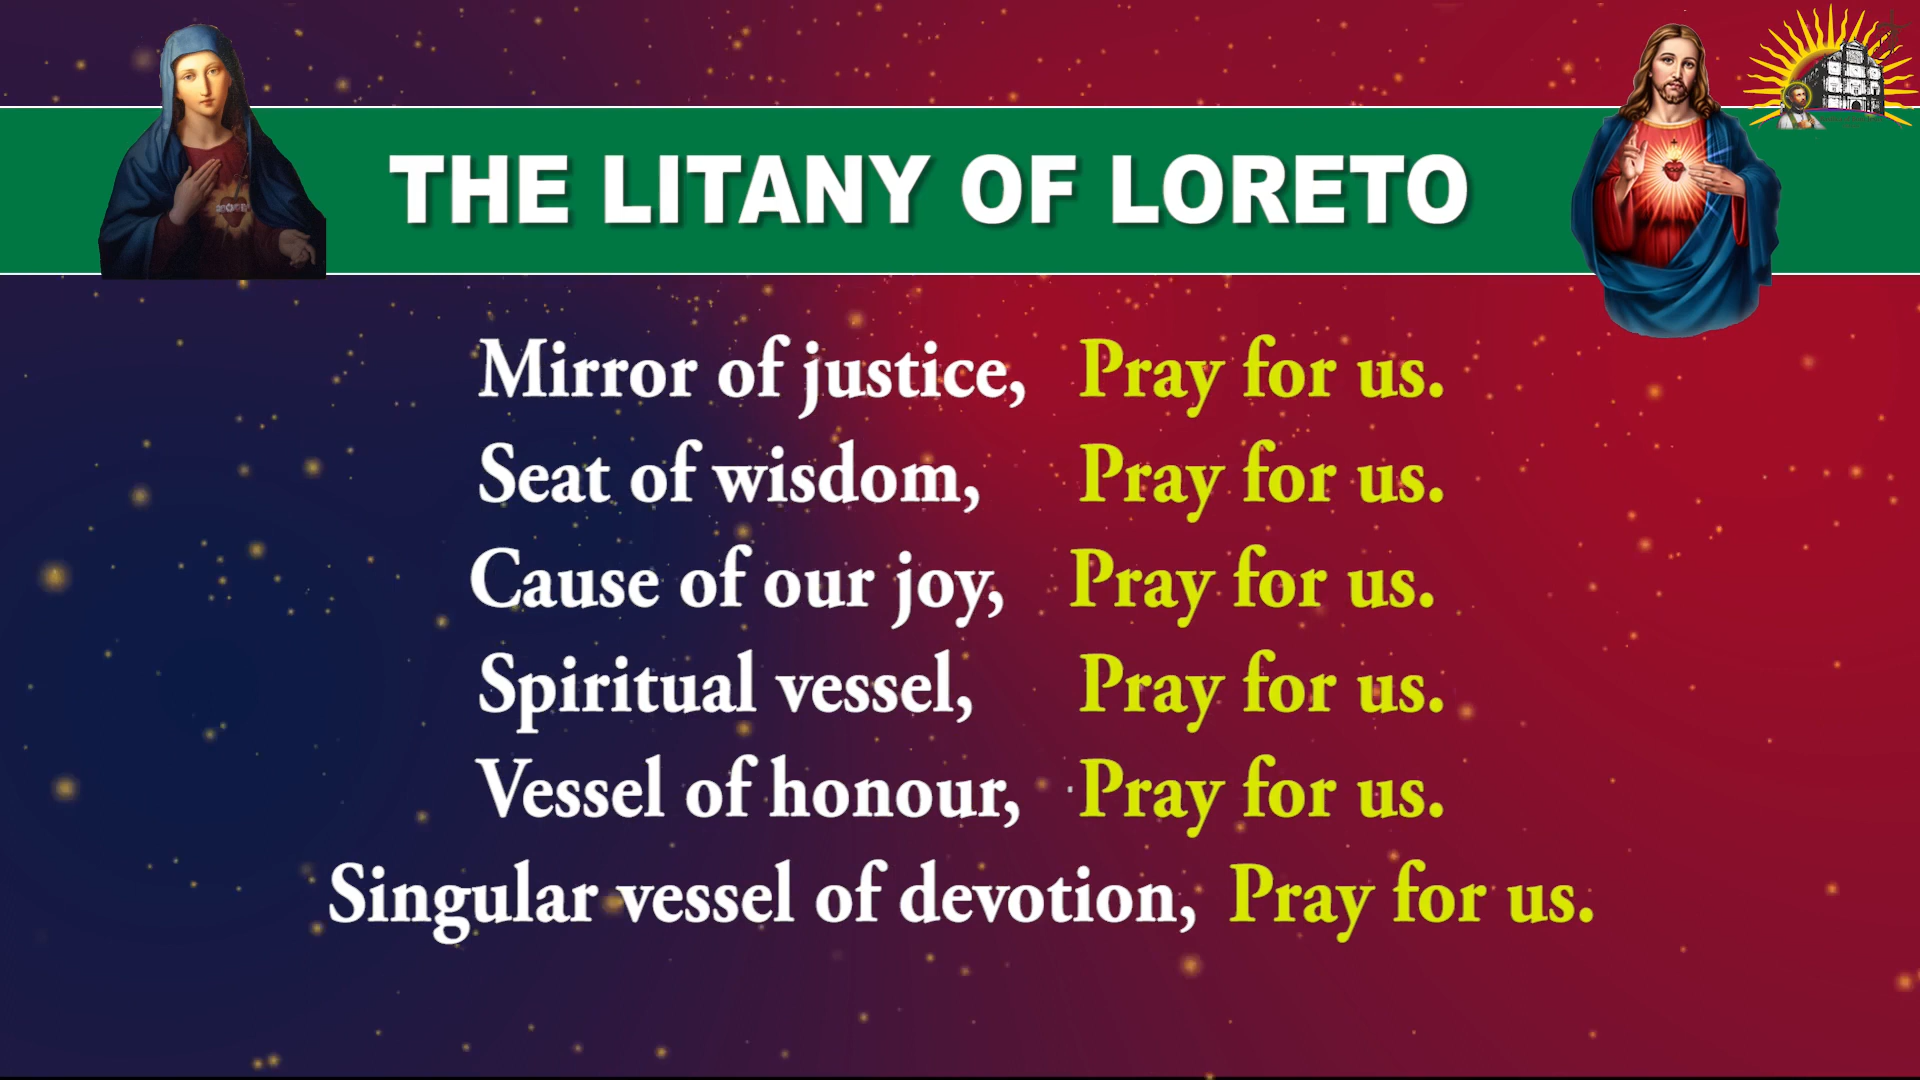 THE LITANY OF LORETO
Mirror of justice, Pray for us.
Seat of wisdom, Pray for us.
Cause of our joy, Pray for us.
Spiritual vessel, Pray for us.
Vessel of honour, Pray for us.
Singular vessel of devotion, Pray for us.